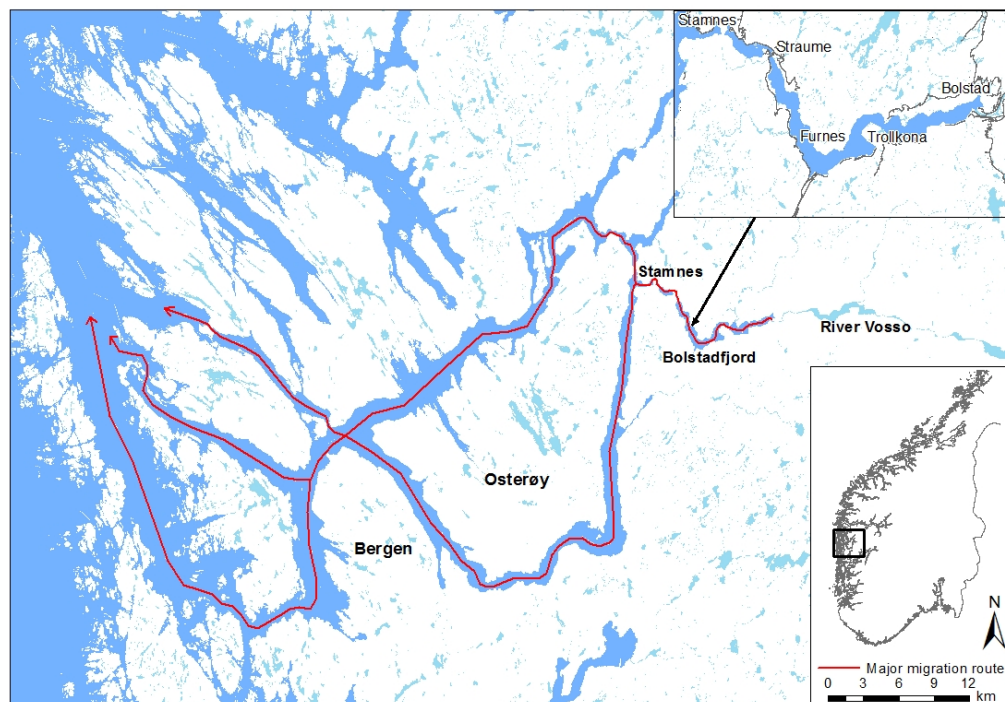 Stamnes
Straume
Bolstad
Furnes
Trollkona
Stamnes
River Vosso
Bolstadfjord
Osterøy
Bergen
N
Major migration route
0 3 6 9 12
km